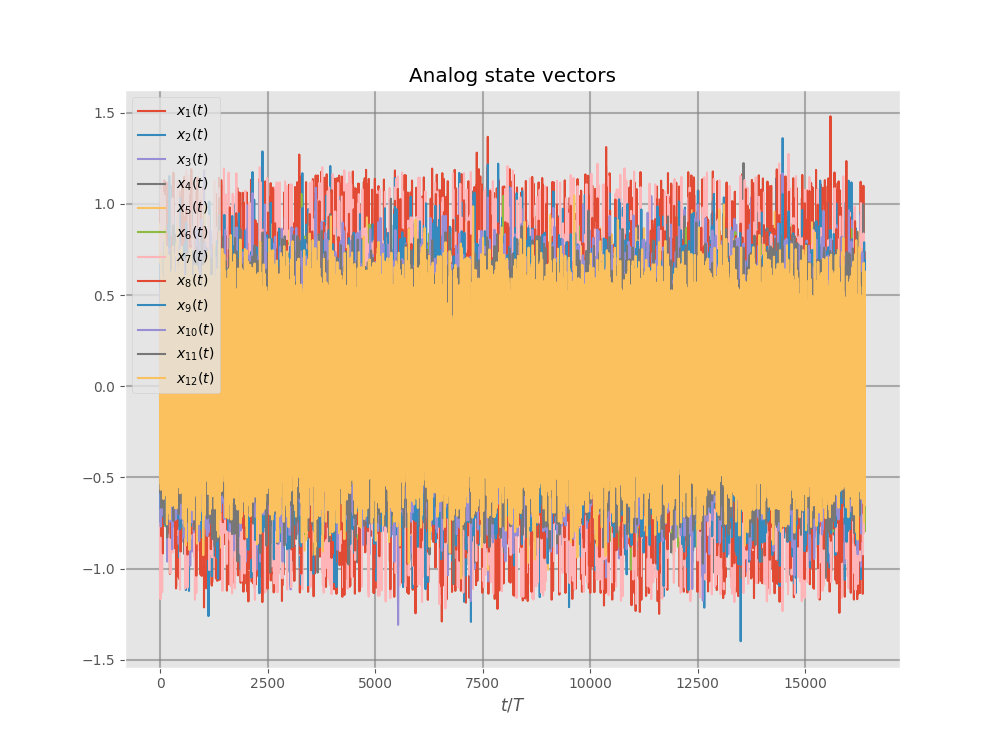 Analog state vectors
1.5
1.0
0.5
0.0
−0.5
−1.0
−1.5
x₁(t)
x₂(t)
x₃(t)
x₄(t)
x₅(t)
x₆(t)
x₇(t)
x₈(t)
x₉(t)
x₁₀(t)
x₁₁(t)
x₁₂(t)
0 2500 5000 7500 10000 12500 15000
t/T